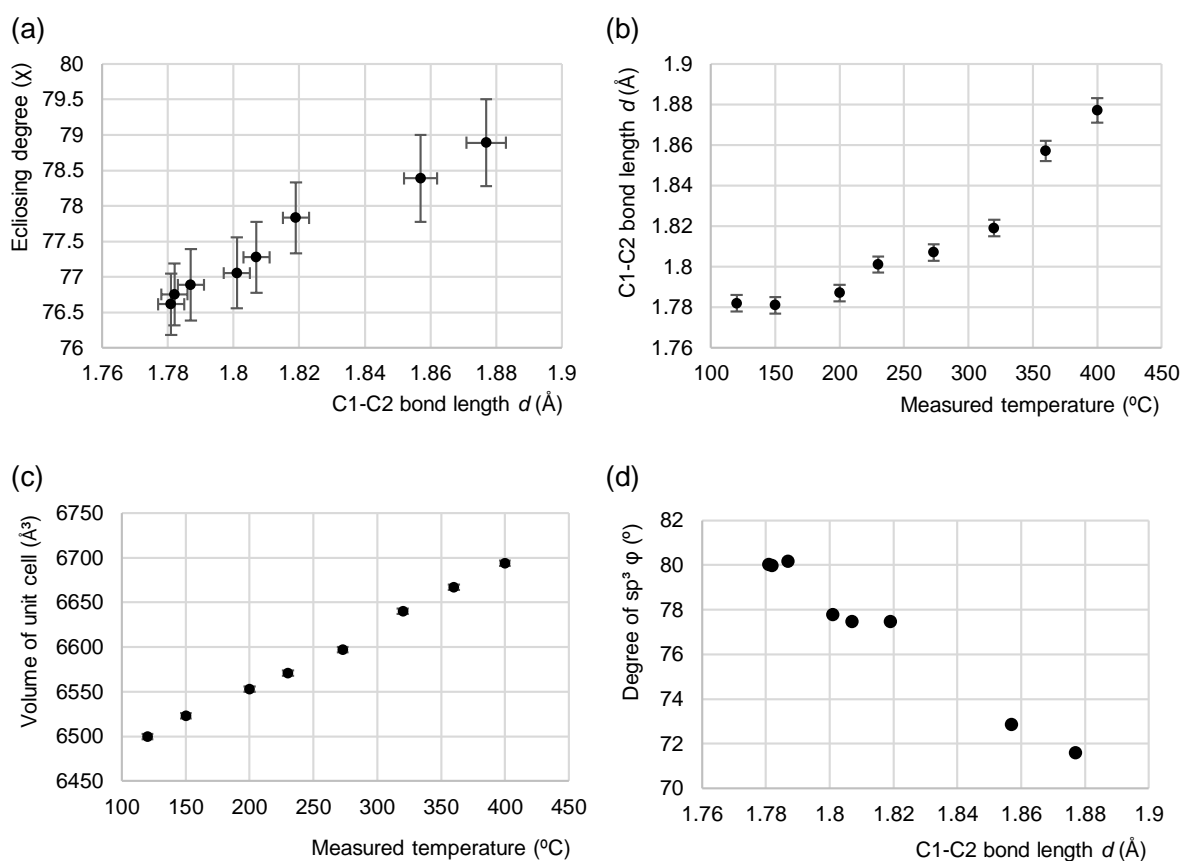 (a)
Ecliosing degree (χ)
80
79.5
79
78.5
78
77.5
77
76.5
76
1.76 1.78 1.8 1.82 1.84 1.86 1.88 1.9
C1-C2 bond length d (Å)
(b)
C1-C2 bond length d (Å)
1.9
1.88
1.86
1.84
1.82
1.8
1.78
1.76
100 150 200 250 300 350 400 450
Measured temperature (ºC)
(c)
Volume of unit cell (Å³)
6750
6700
6650
6600
6550
6500
6450
100 150 200 250 300 350 400 450
Measured temperature (ºC)
(d)
Degree of sp³ φ (º)
82
80
78
76
74
72
70
1.76 1.78 1.8 1.82 1.84 1.86 1.88 1.9
C1-C2 bond length d (Å)